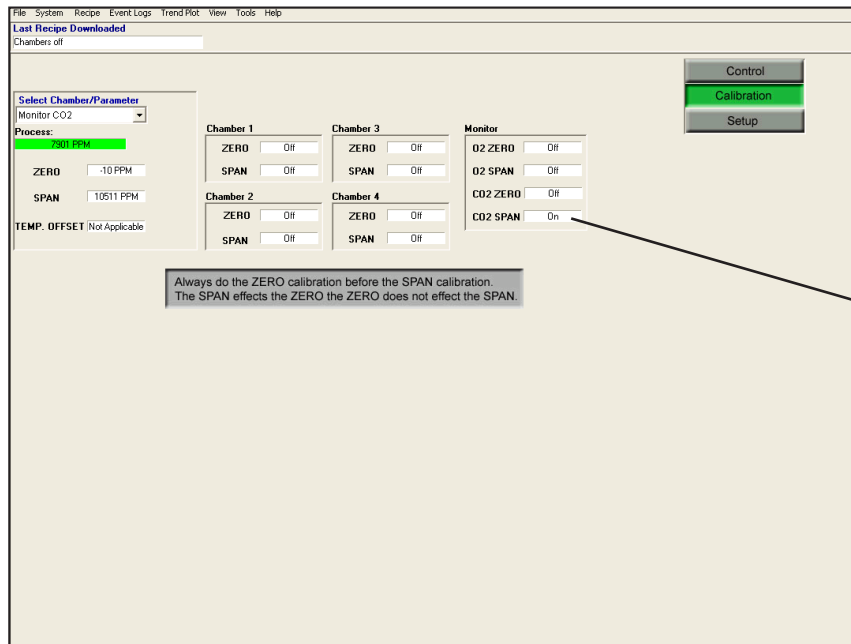 File System Recipe Event Logs Trend Plot View Tools Help
Last Recipe Downloaded
Chambers off
Control
Calibration
Setup
Select Chamber/Parameter
Monitor CO2
Process:
7901 PPM
ZERO -10 PPM
SPAN 10511 PPM
TEMP. OFFSET Not Applicable
Chamber 1
ZERO Off
SPAN Off
Chamber 2
ZERO Off
SPAN Off
Chamber 3
ZERO Off
SPAN Off
Chamber 4
ZERO Off
SPAN Off
Monitor
O2 ZERO Off
O2 SPAN Off
CO2 ZERO Off
CO2 SPAN On
Always do the ZERO calibration before the SPAN calibration.
The SPAN effects the ZERO the ZERO does not effect the SPAN.